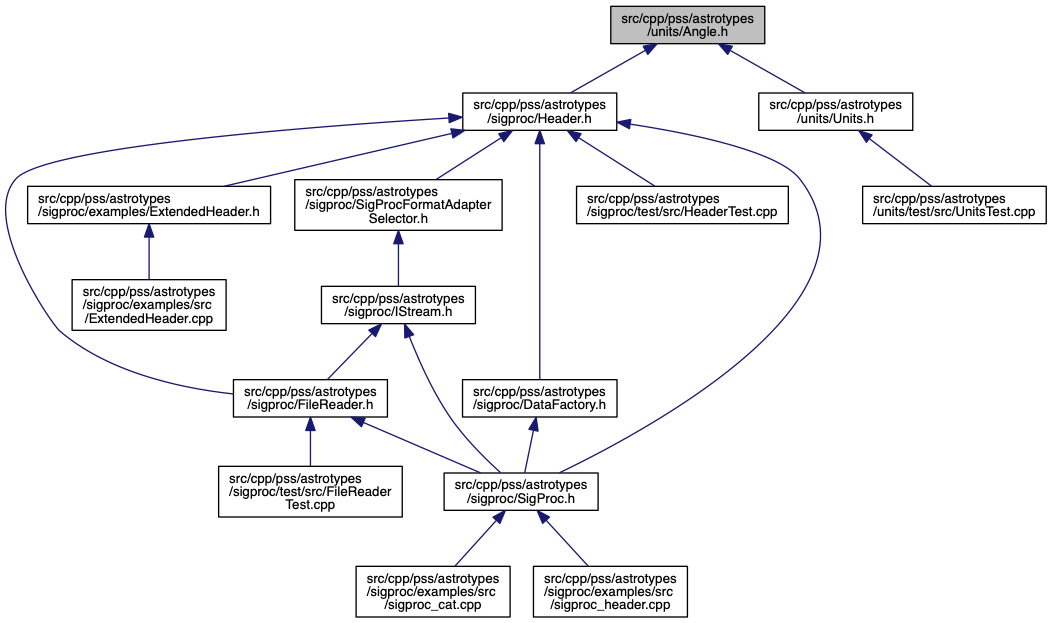 src/cpp/pss/astrotypes
/units/Angle.h
src/cpp/pss/astrotypes
/sigproc/Header.h
src/cpp/pss/astrotypes
/units/Units.h
src/cpp/pss/astrotypes
/sigproc/examples/ExtendedHeader.h
src/cpp/pss/astrotypes
/sigproc/SigProcFormatAdapter
Selector.h
src/cpp/pss/astrotypes
/sigproc/test/src/HeaderTest.cpp
src/cpp/pss/astrotypes
/units/test/src/UnitsTest.cpp
src/cpp/pss/astrotypes
/sigproc/examples/src
/ExtendedHeader.cpp
src/cpp/pss/astrotypes
/sigproc/IStream.h
src/cpp/pss/astrotypes
/sigproc/FileReader.h
src/cpp/pss/astrotypes
/sigproc/DataFactory.h
src/cpp/pss/astrotypes
/sigproc/test/src/FileReader
Test.cpp
src/cpp/pss/astrotypes
/sigproc/SigProc.h
src/cpp/pss/astrotypes
/sigproc/examples/src
/sigproc_cat.cpp
src/cpp/pss/astrotypes
/sigproc/examples/src
/sigproc_header.cpp